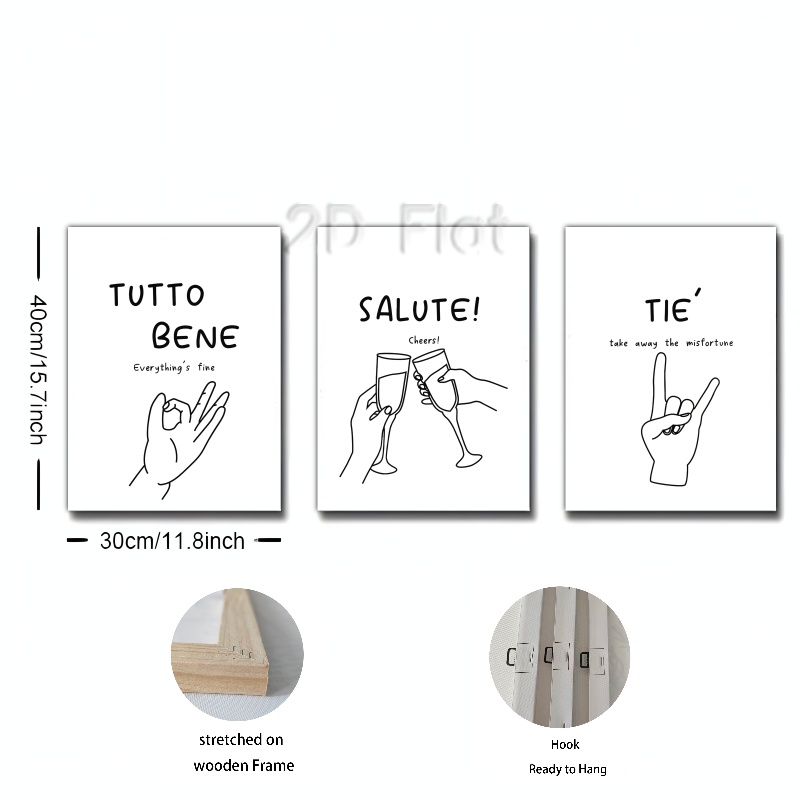 2D Flat
TUTTO
BENE
Everything's fine
SALUTE!
Cheers!
TIE'
take away the misfortune
40cm/15.7inch
30cm/11.8inch
stretched on
wooden Frame
Hook
Ready to Hang